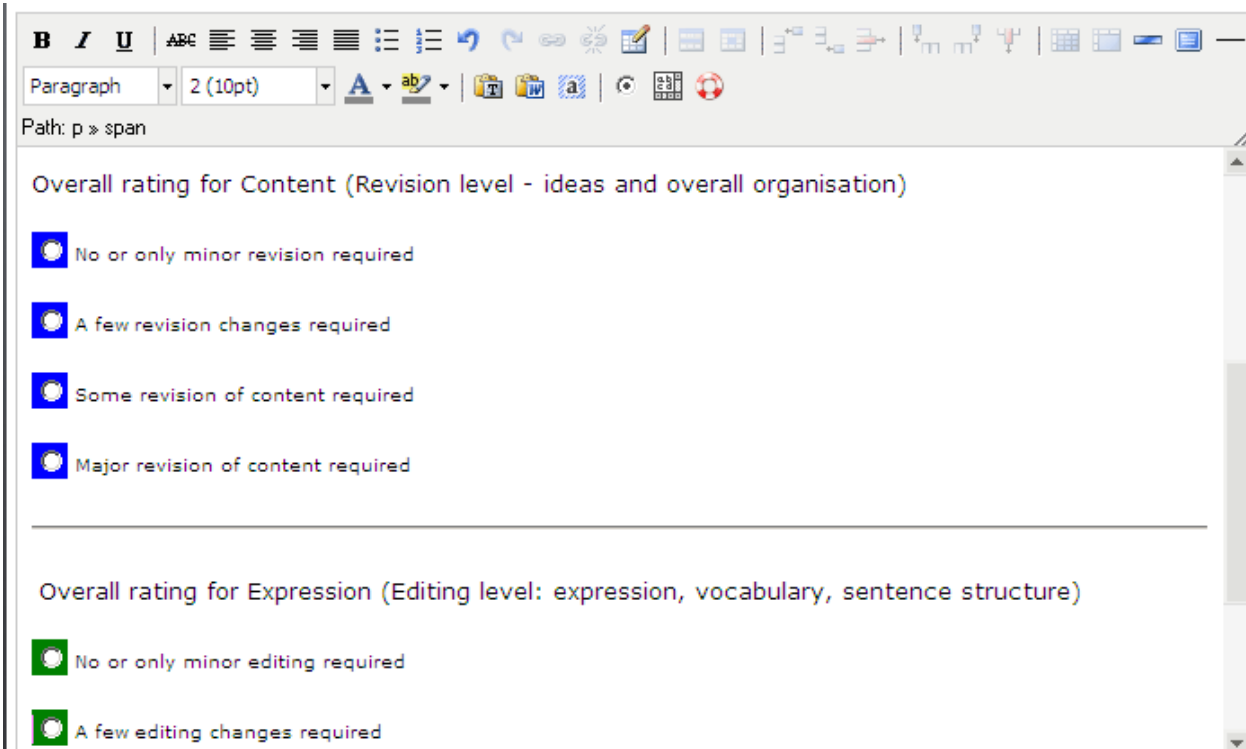 B I U ABC
Paragraph 2 (10pt) A ab T W a
Path: p » span
Overall rating for Content (Revision level - ideas and overall organisation)
No or only minor revision required
A few revision changes required
Some revision of content required
Major revision of content required
Overall rating for Expression (Editing level: expression, vocabulary, sentence structure)
No or only minor editing required
A few editing changes required